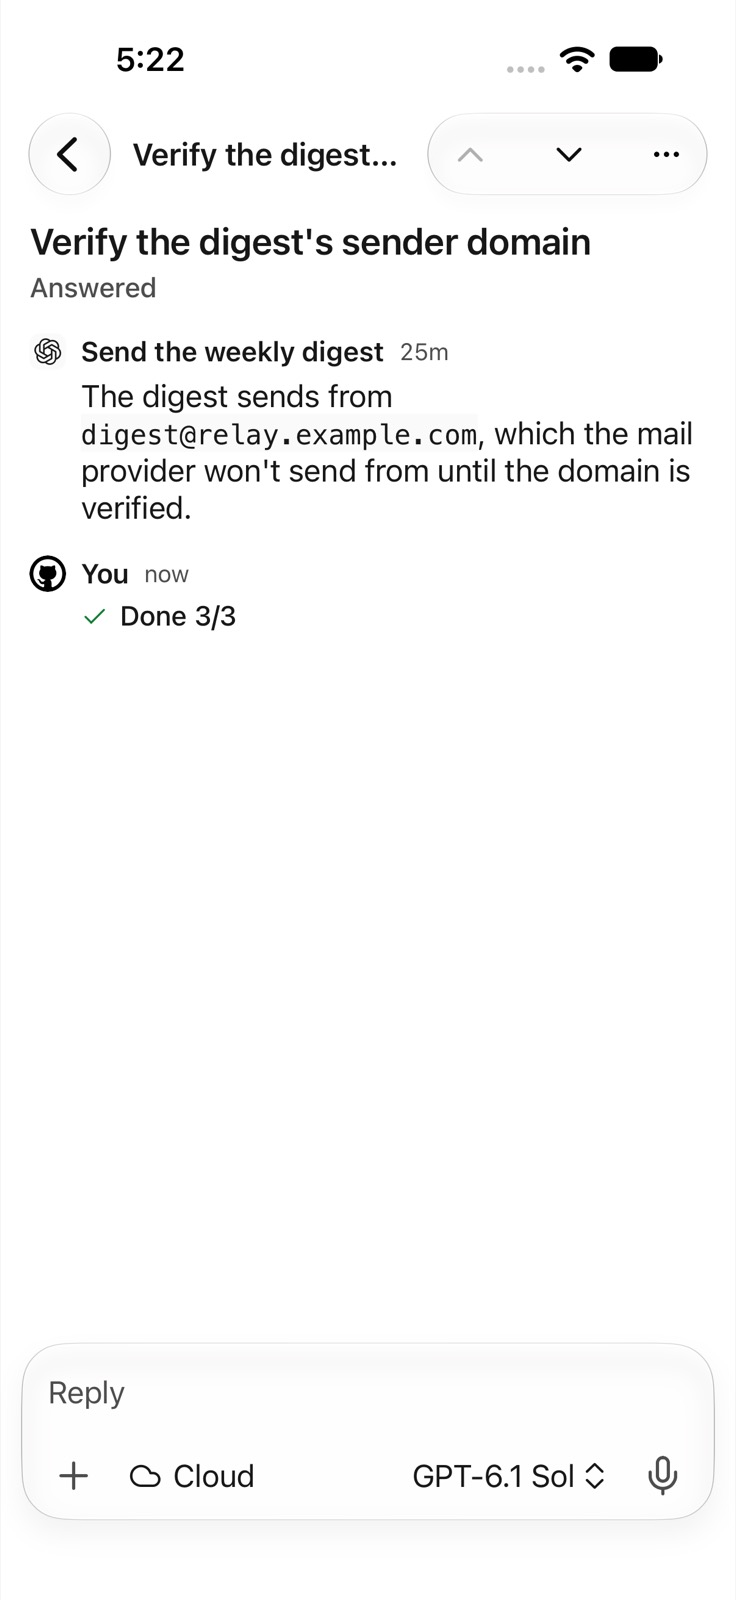 5:22
Verify the digest...
Verify the digest's sender domain
Answered
Send the weekly digest 25m
The digest sends from
digest@relay.example.com, which the mail
provider won't send from until the domain is
verified.
You now
Done 3/3
Reply
Cloud GPT-6.1 Sol